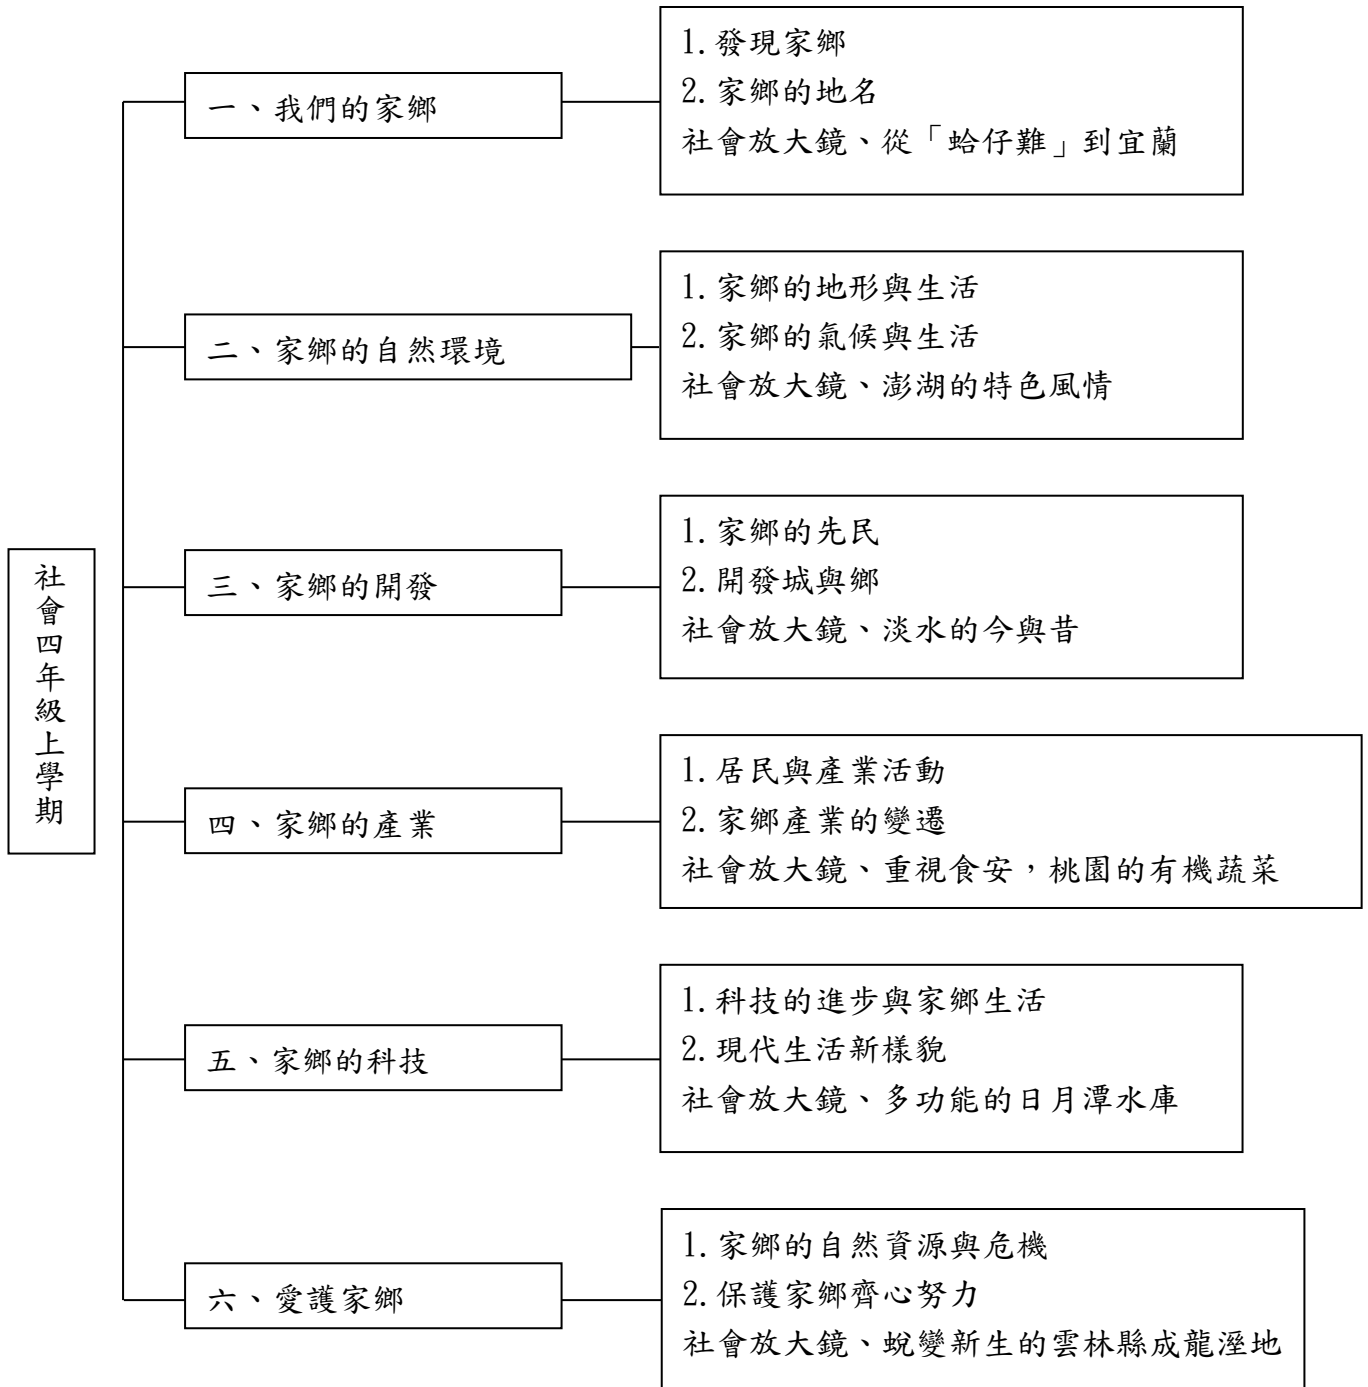 社會四年級上學期
一、我們的家鄉
1.發現家鄉
2.家鄉的地名
社會放大鏡、從「蛤仔難」到宜蘭
二、家鄉的自然環境
1.家鄉的地形與生活
2.家鄉的氣候與生活
社會放大鏡、澎湖的特色風情
三、家鄉的開發
1.家鄉的先民
2.開發城與鄉
社會放大鏡、淡水的今與昔
四、家鄉的產業
1.居民與產業活動
2.家鄉產業的變遷
社會放大鏡、重視食安，桃園的有機蔬菜
五、家鄉的科技
1.科技的進步與家鄉生活
2.現代生活新樣貌
社會放大鏡、多功能的日月潭水庫
六、愛護家鄉
1.家鄉的自然資源與危機
2.保護家鄉齊心努力
社會放大鏡、蛻變新生的雲林縣成龍溼地